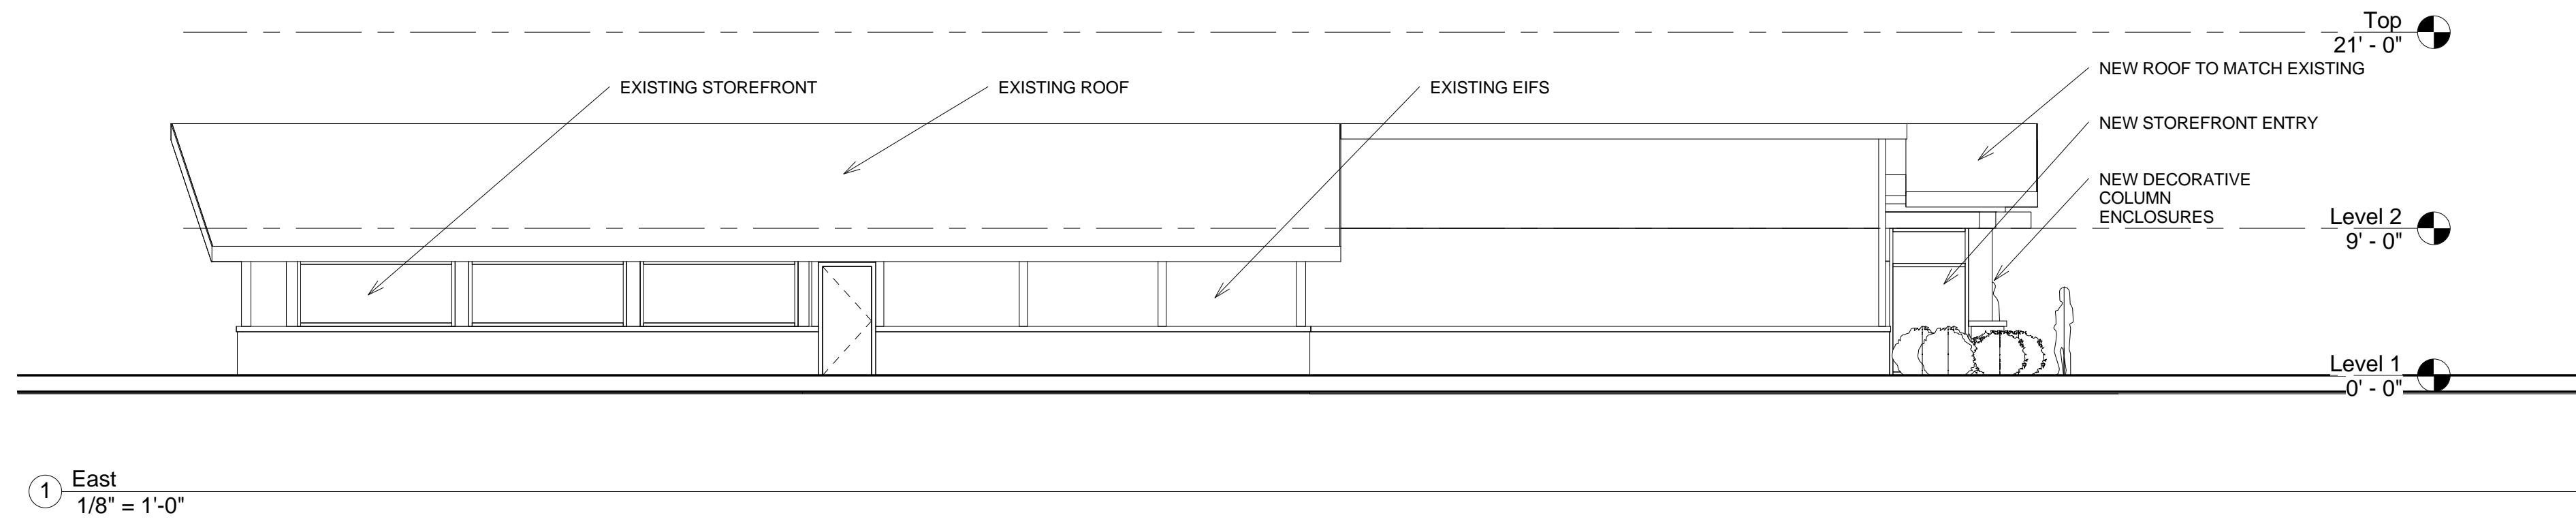 Top
21' - 0"
NEW ROOF TO MATCH EXISTING
EXISTING STOREFRONT
EXISTING ROOF
EXISTING EIFS
NEW STOREFRONT ENTRY
NEW DECORATIVE
COLUMN
ENCLOSURES
Level 2
9' - 0"
Level 1
0' - 0"
1
East
1/8" = 1'-0"